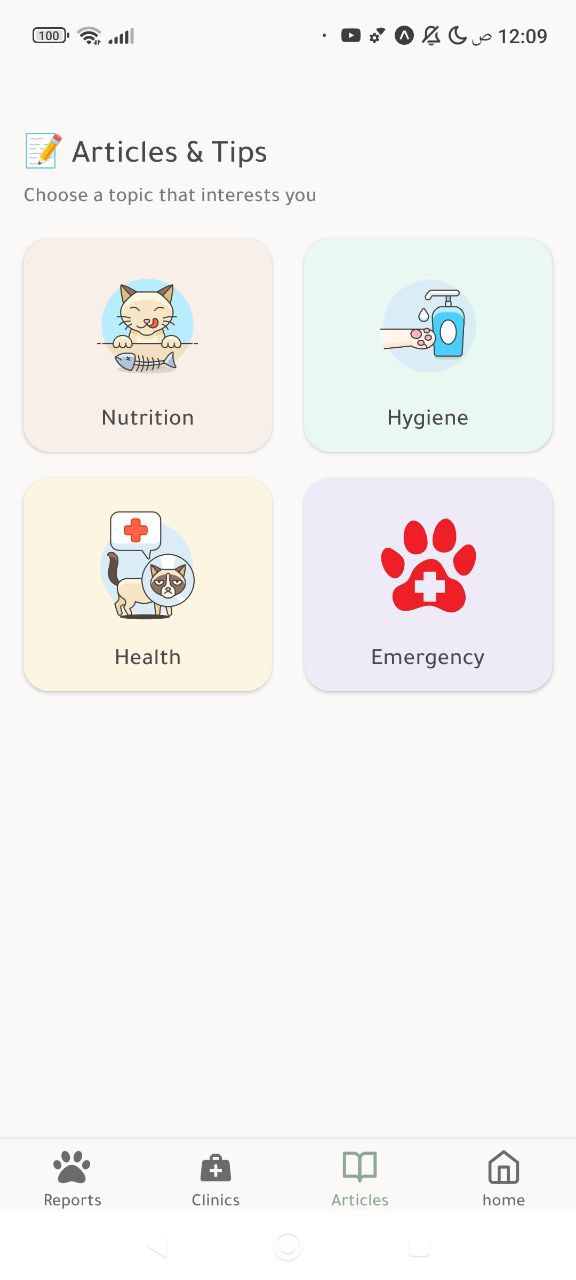 100
ص 12:09
📝 Articles & Tips
Choose a topic that interests you
Nutrition
Hygiene
Health
Emergency
Reports
Clinics
Articles
home